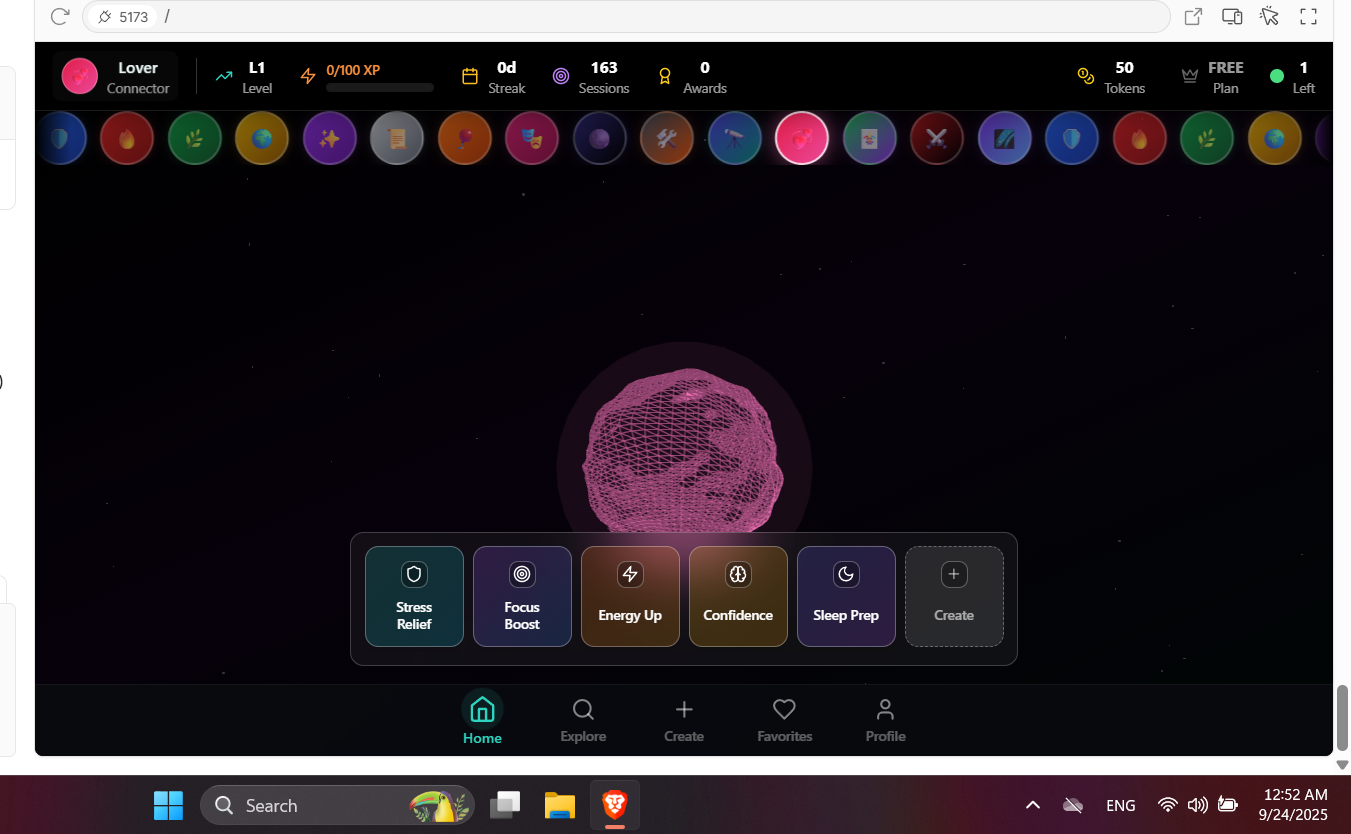 5173 /
Lover
Connector
L1
Level
0/100 XP
0d
Streak
163
Sessions
0
Awards
50
Tokens
FREE
Plan
1
Left
Stress
Relief
Focus
Boost
Energy Up
Confidence
Sleep Prep
Create
Home
Explore
Create
Favorites
Profile
Search
ENG
12:52 AM
9/24/2025